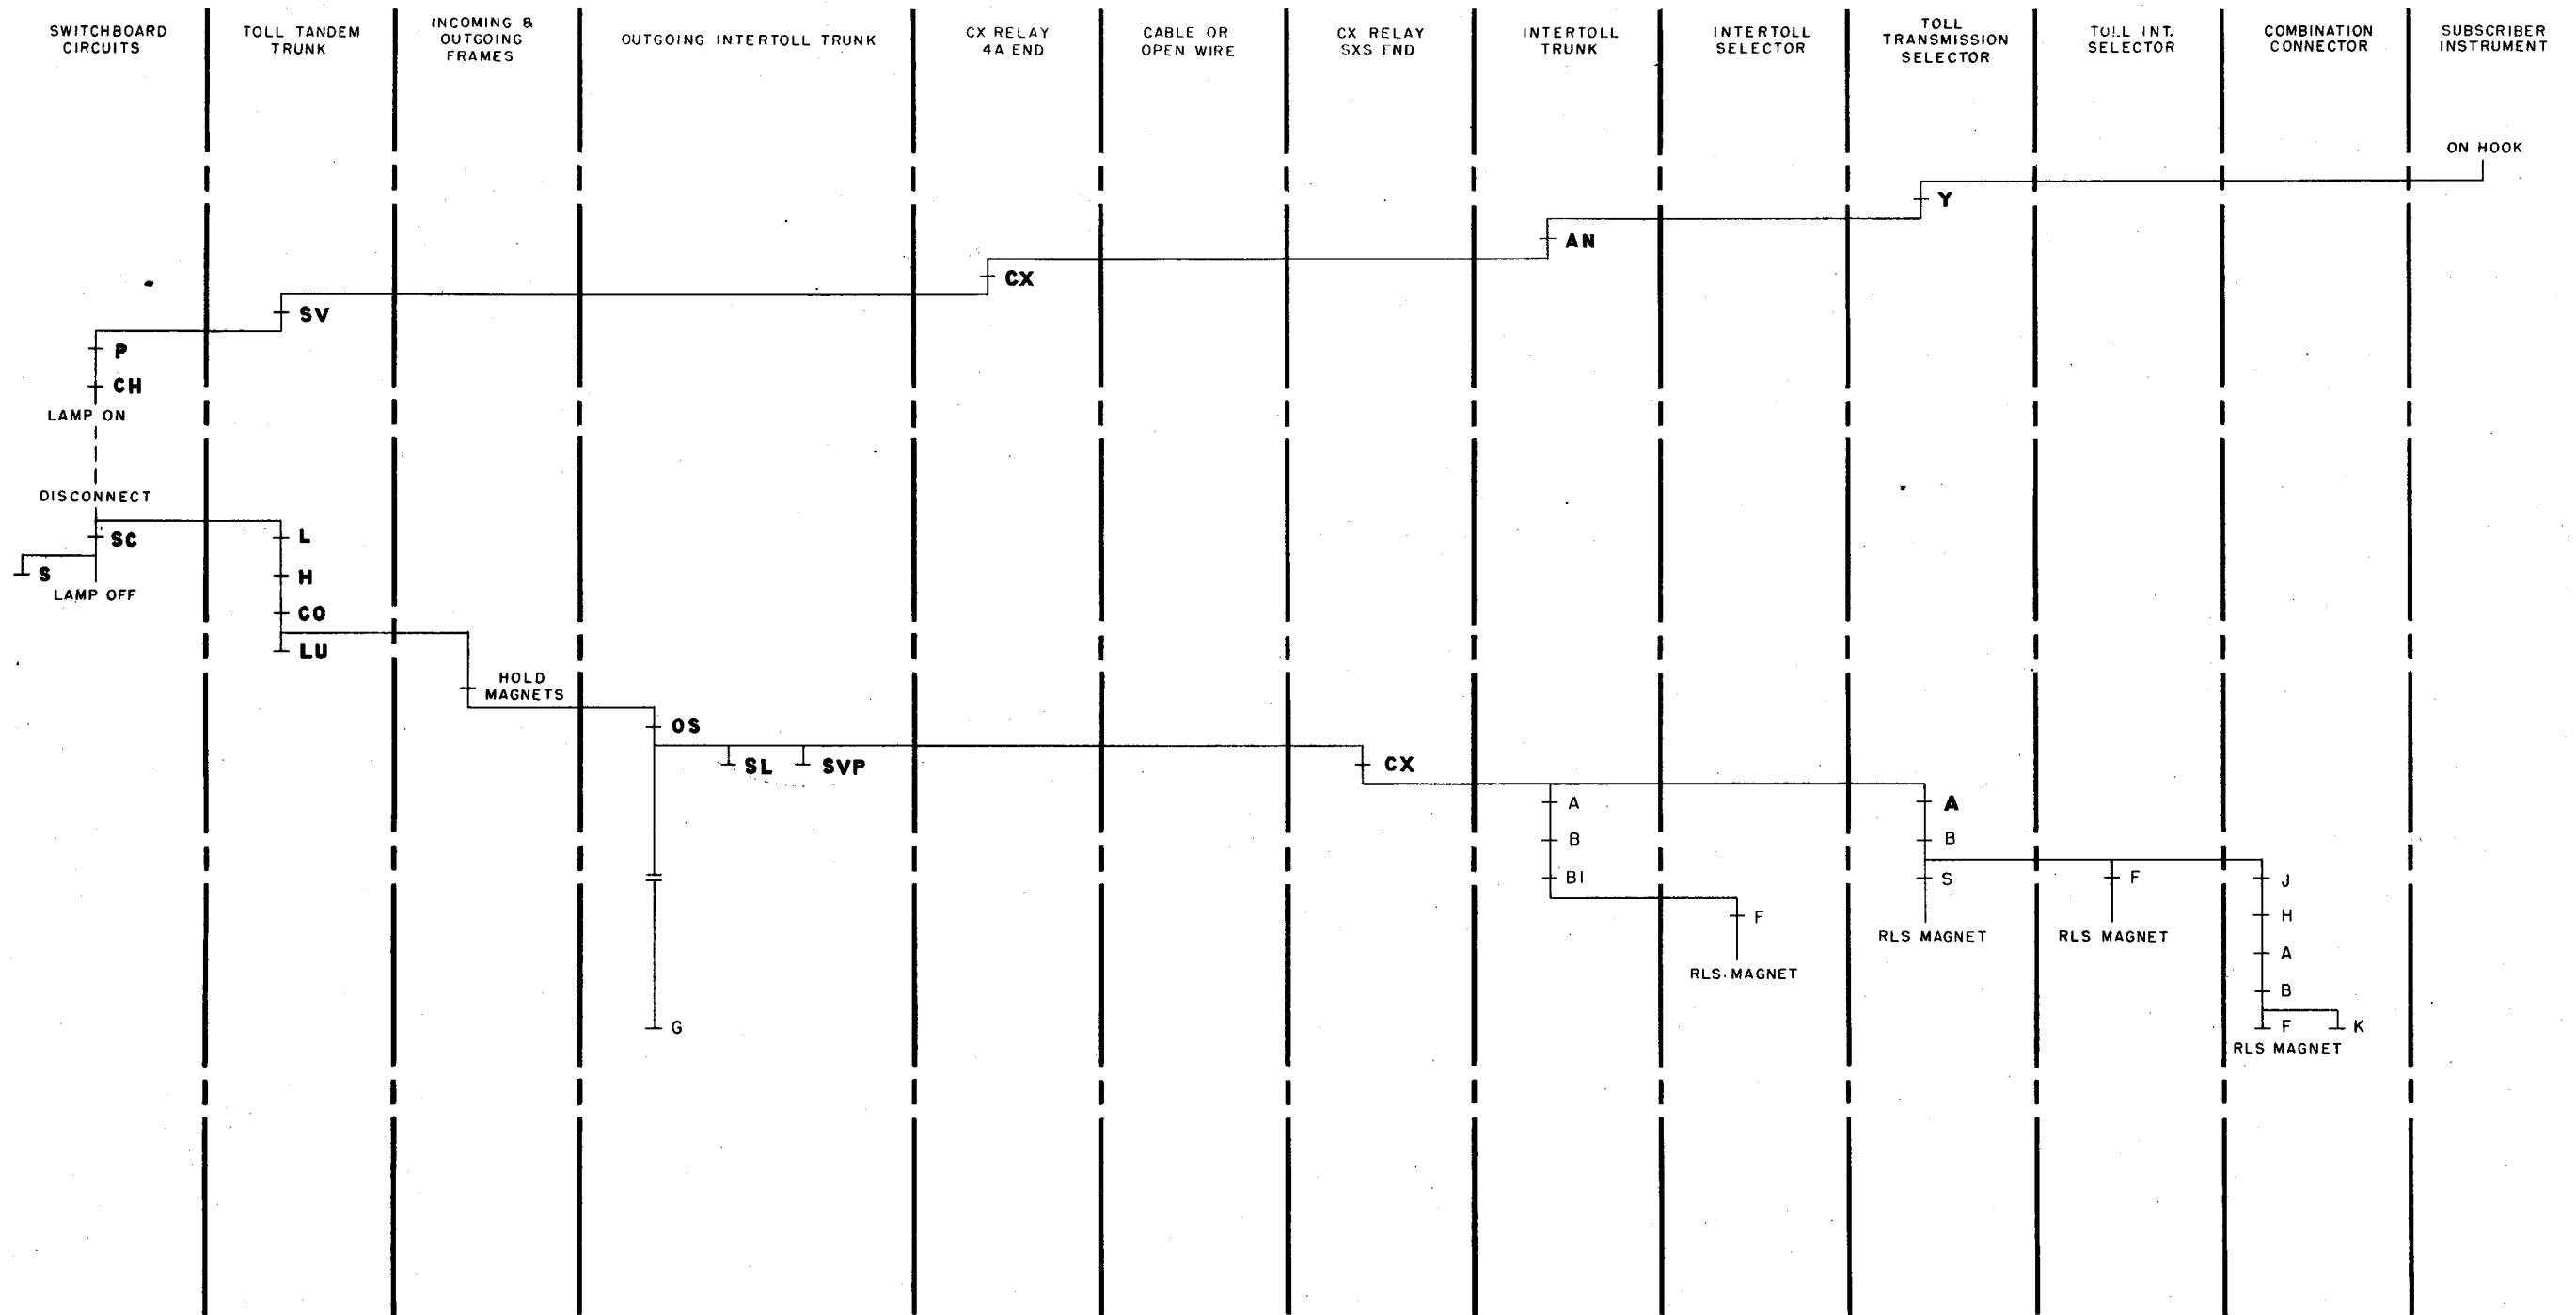 SWITCHBOARD
CIRCUITS
TOLL TANDEM
TRUNK
INCOMING &
OUTGOING
FRAMES
OUTGOING INTERTOLL TRUNK
CX RELAY
4A END
CABLE OR
OPEN WIRE
CX RELAY
SXS END
INTERTOLL
TRUNK
INTERTOLL
SELECTOR
TOLL
TRANSMISSION
SELECTOR
TOLL INT.
SELECTOR
COMBINATION
CONNECTOR
SUBSCRIBER
INSTRUMENT
ON HOOK
Y
AN
CX
SV
P
CH
LAMP ON
DISCONNECT
SC
L
S
H
LAMP OFF
CO
LU
HOLD
MAGNETS
OS
SL
SVP
CX
A
A
B
B
B1
S
F
J
F
H
RLS MAGNET
RLS MAGNET
A
RLS. MAGNET
B
G
F
K
RLS MAGNET